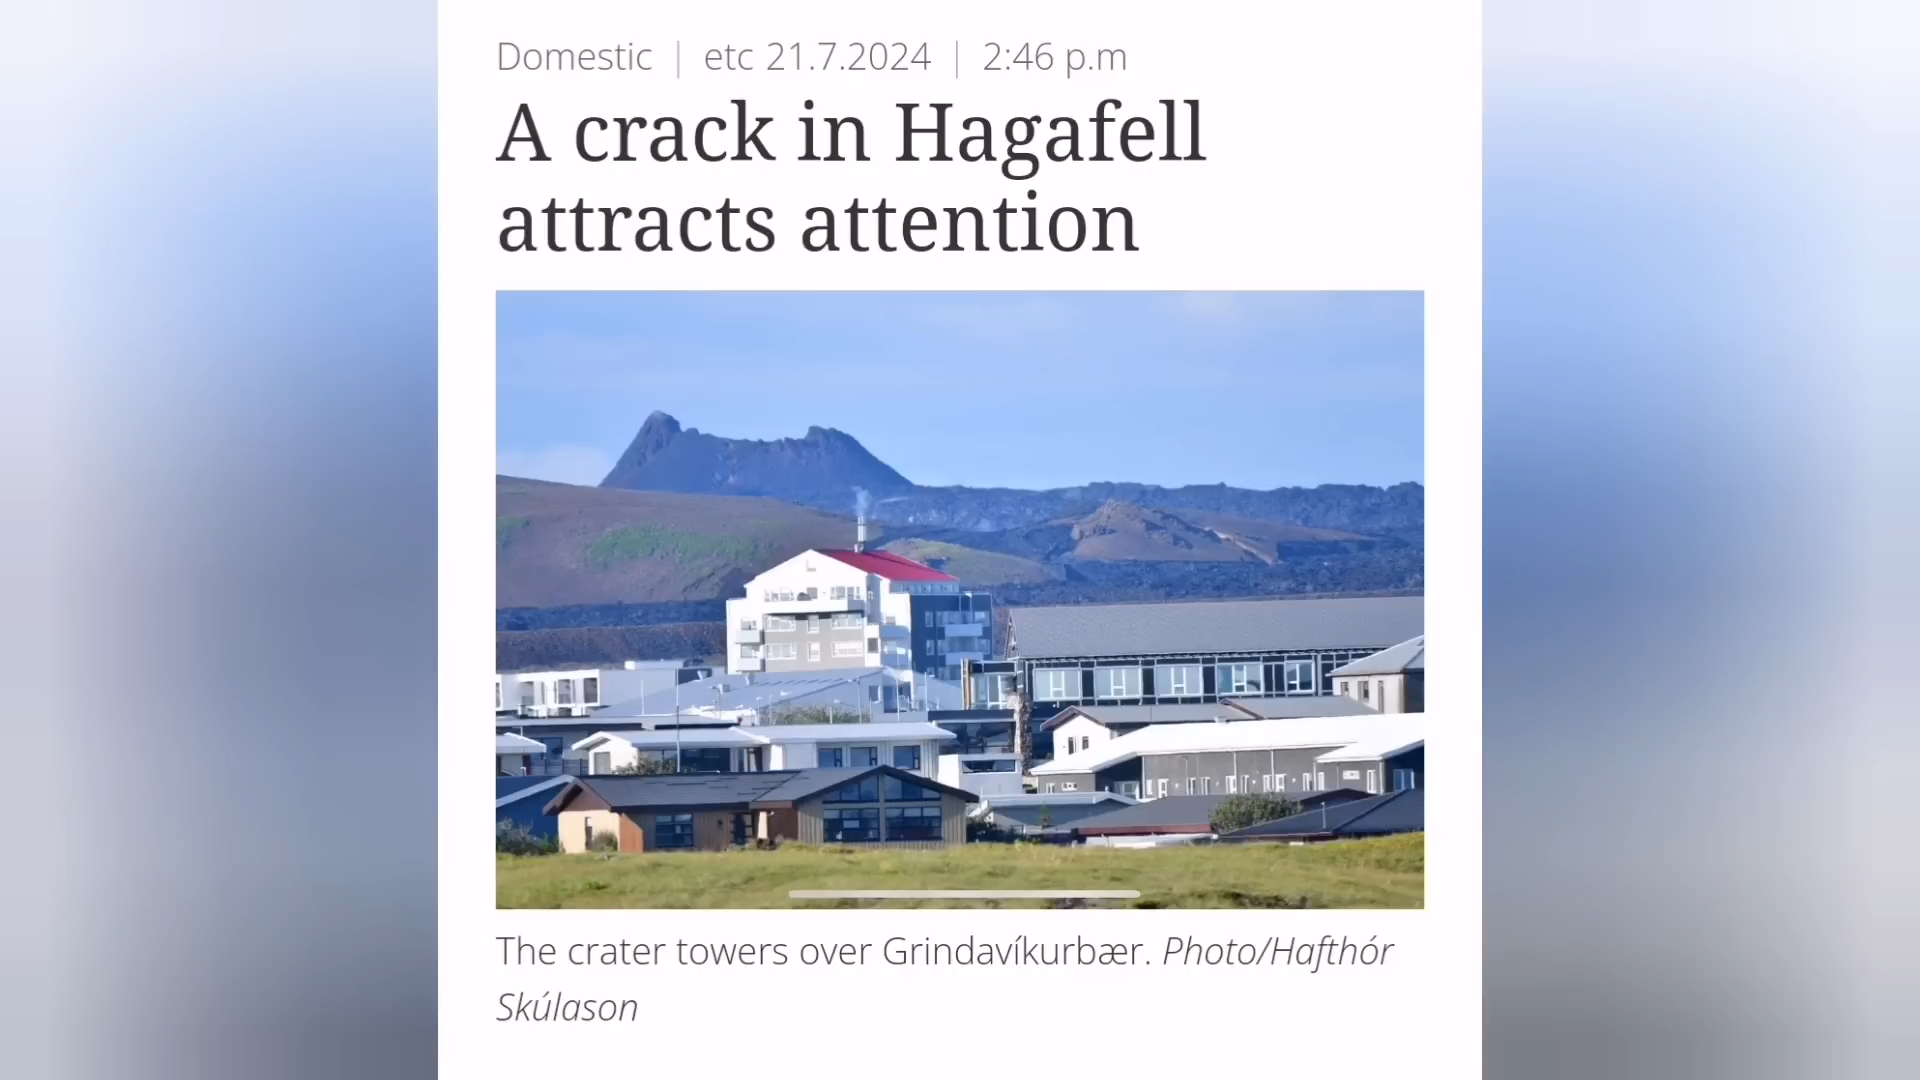 Domestic | etc 21.7.2024 | 2:46 p.m
A crack in Hagafell
attracts attention
The crater towers over Grindavíkurbær. Photo/Hafthór
Skúlason